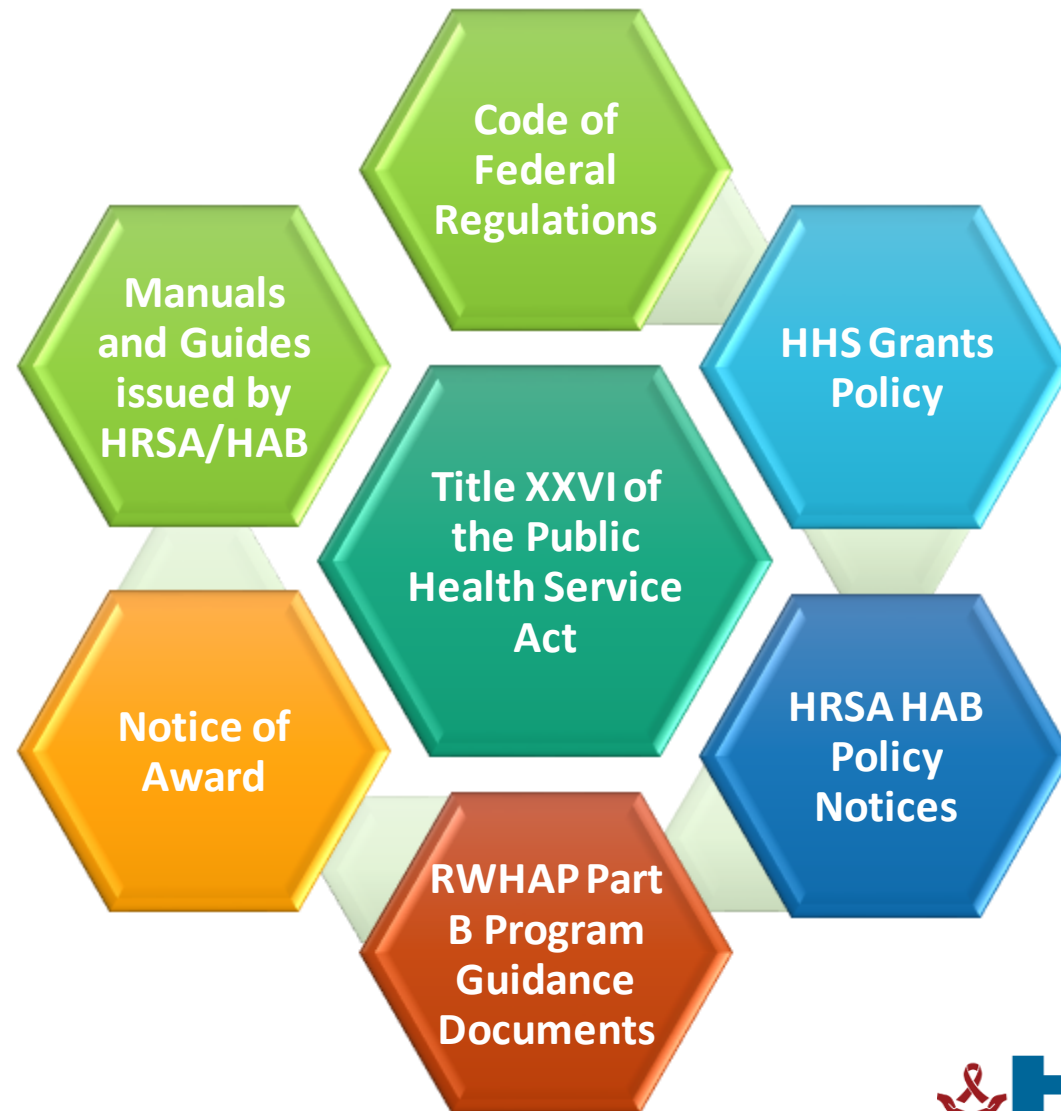 Code of
Federal
Regulations
HHS Grants
Policy
HRSA HAB
Policy
Notices
RWHAP Part
B Program
Guidance
Documents
Notice of
Award
Manuals
and Guides
issued by
HRSA/HAB
Title XXVI of
the Public
Health Service
Act